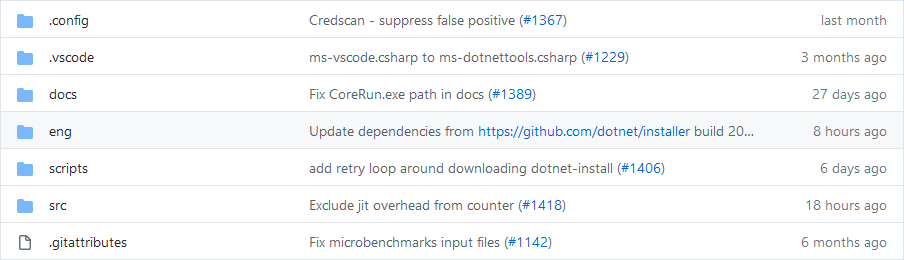 .config Credscan - suppress false positive (#1367) last month
.vscode ms-vscode.csharp to ms-dotnettools.csharp (#1229) 3 months ago
docs Fix CoreRun.exe path in docs (#1389) 27 days ago
eng Update dependencies from https://github.com/dotnet/installer build 20... 8 hours ago
scripts add retry loop around downloading dotnet-install (#1406) 6 days ago
src Exclude jit overhead from counter (#1418) 18 hours ago
.gitattributes Fix microbenchmarks input files (#1142) 6 months ago